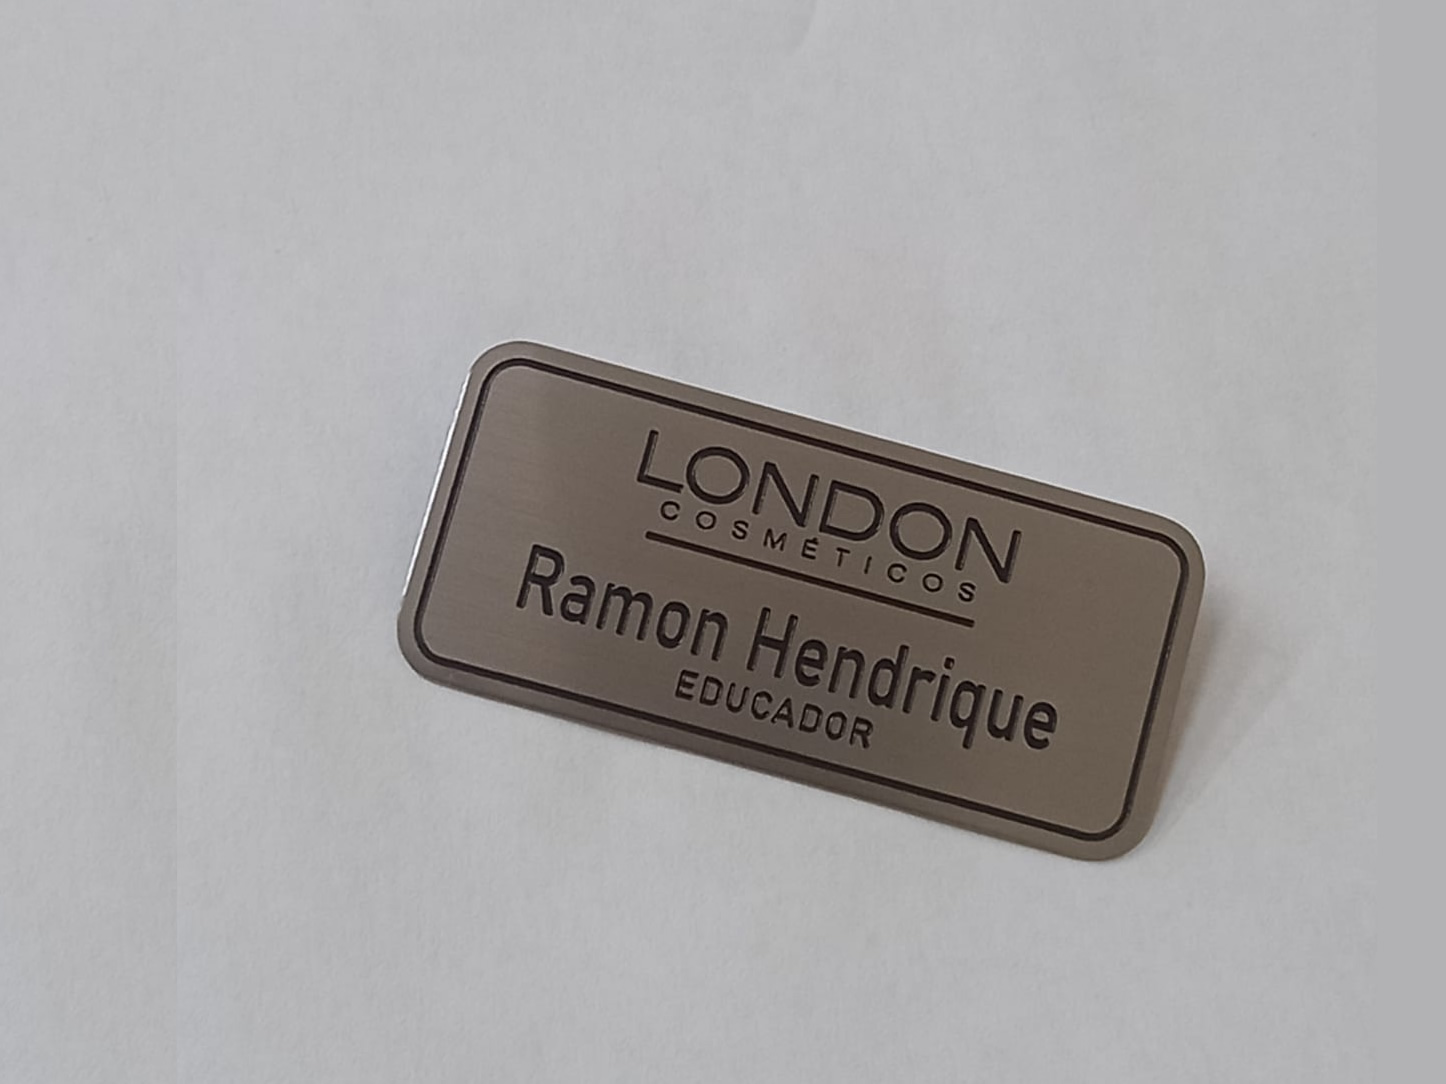 LONDON
COSMÉTICOS
Ramon Hendrique
EDUCADOR